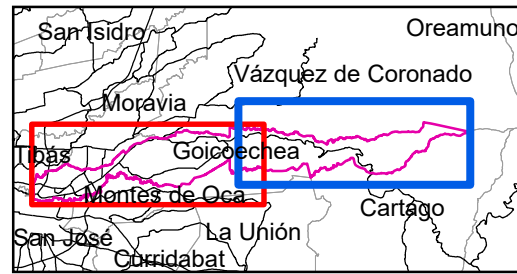 San Isidro
Oreamuno
Vázquez de Coronado
Moravia
Tibás
Goicoechea
Montes de Oca
Cartago
San José
La Unión
Curridabat